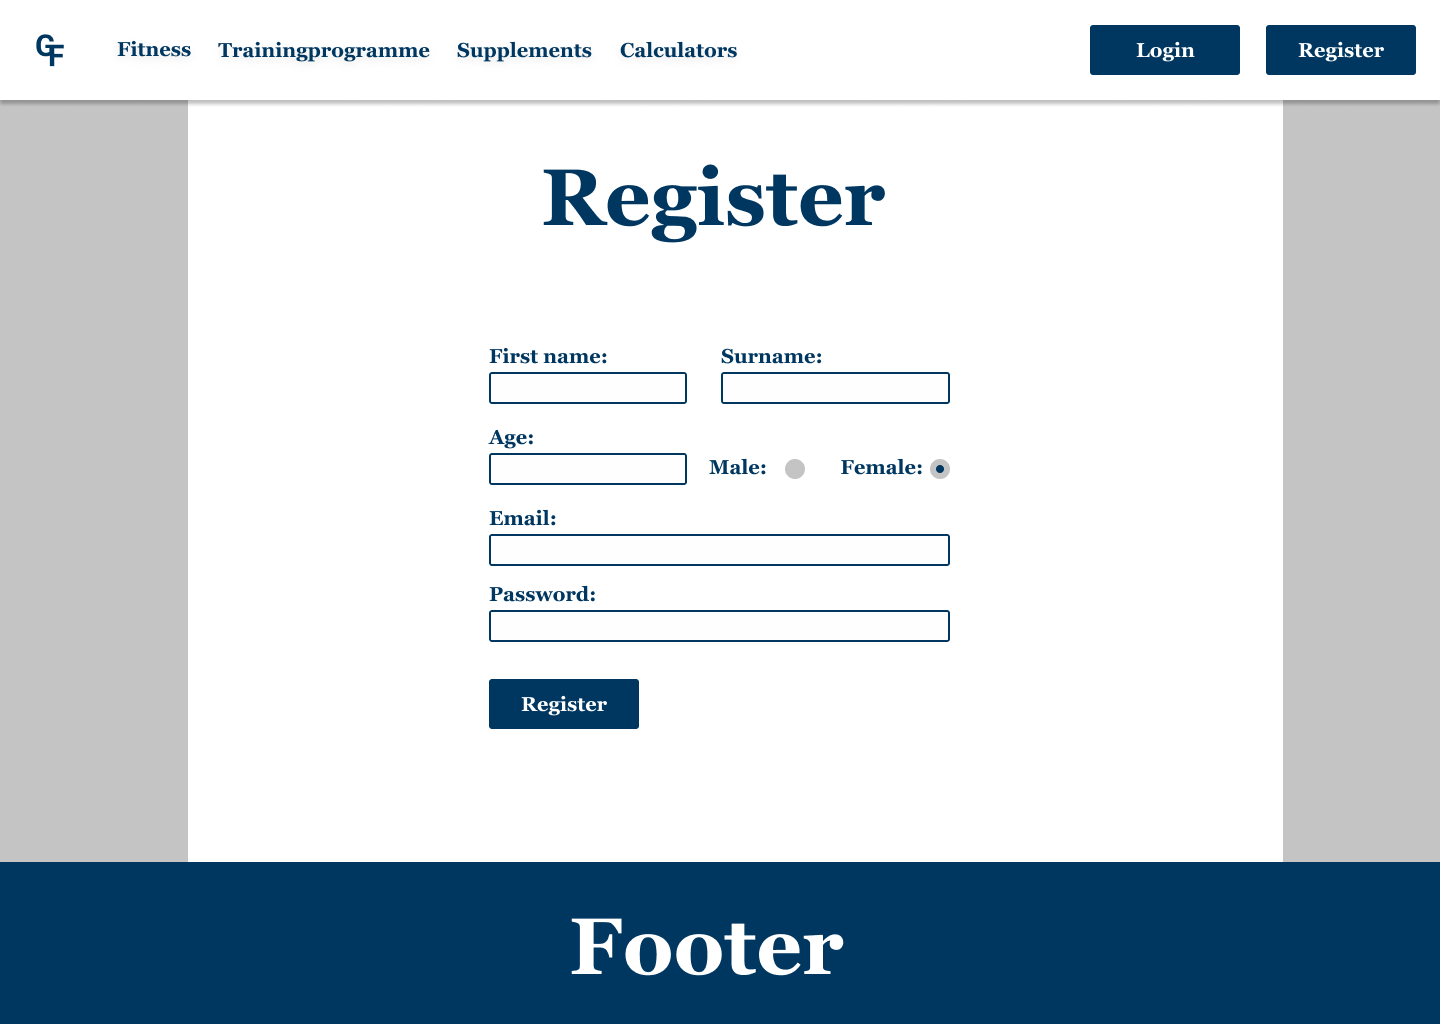 GF Fitness Trainingprogramme Supplements Calculators Login Register
Register
First name: Surname:
Age:
Male: Female:
Email:
Password:
Register
Footer